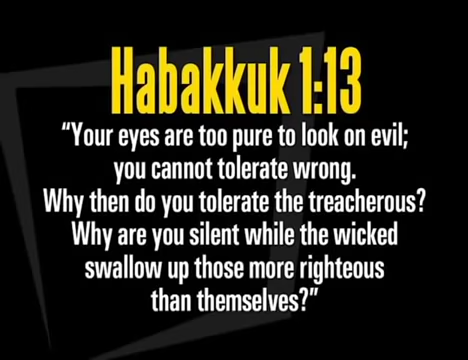 Habakkuk 1:13
“Your eyes are too pure to look on evil;
you cannot tolerate wrong.
Why then do you tolerate the treacherous?
Why are you silent while the wicked
swallow up those more righteous
than themselves?”